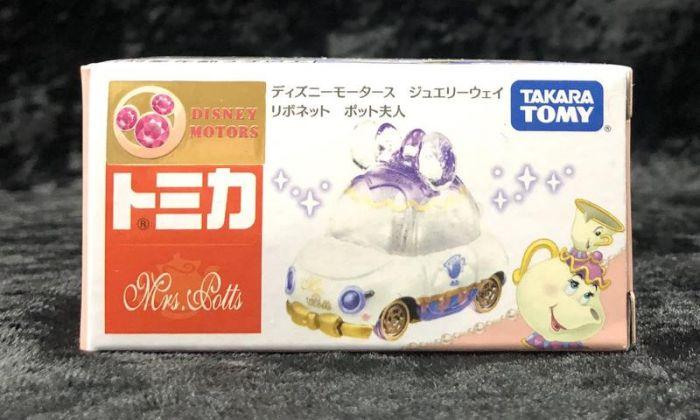 ディズニーモータース ジュエリーウェイ
リボネット ポット夫人
TAKARA
TOMY
®
DISNEY
MOTORS
トミカ
®
Mrs. Potts